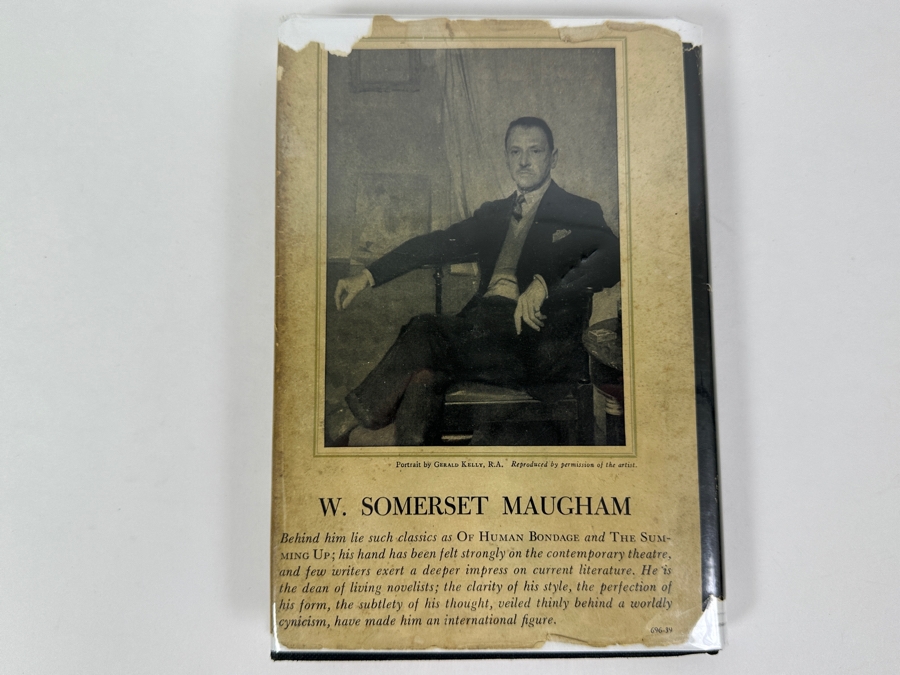 Portrait by GERALD KELLY, R.A. Reproduced by permission of the artist.
W. SOMERSET MAUGHAM
Behind him lie such classics as OF HUMAN BONDAGE and THE SUM-
MING UP; his hand has been felt strongly on the contemporary theatre,
and few writers exert a deeper impress on current literature. He is
the dean of living novelists; the clarity of his style, the perfection of
his form, the subtlety of his thought, veiled thinly behind a worldly
cynicism, have made him an international figure.
696-39